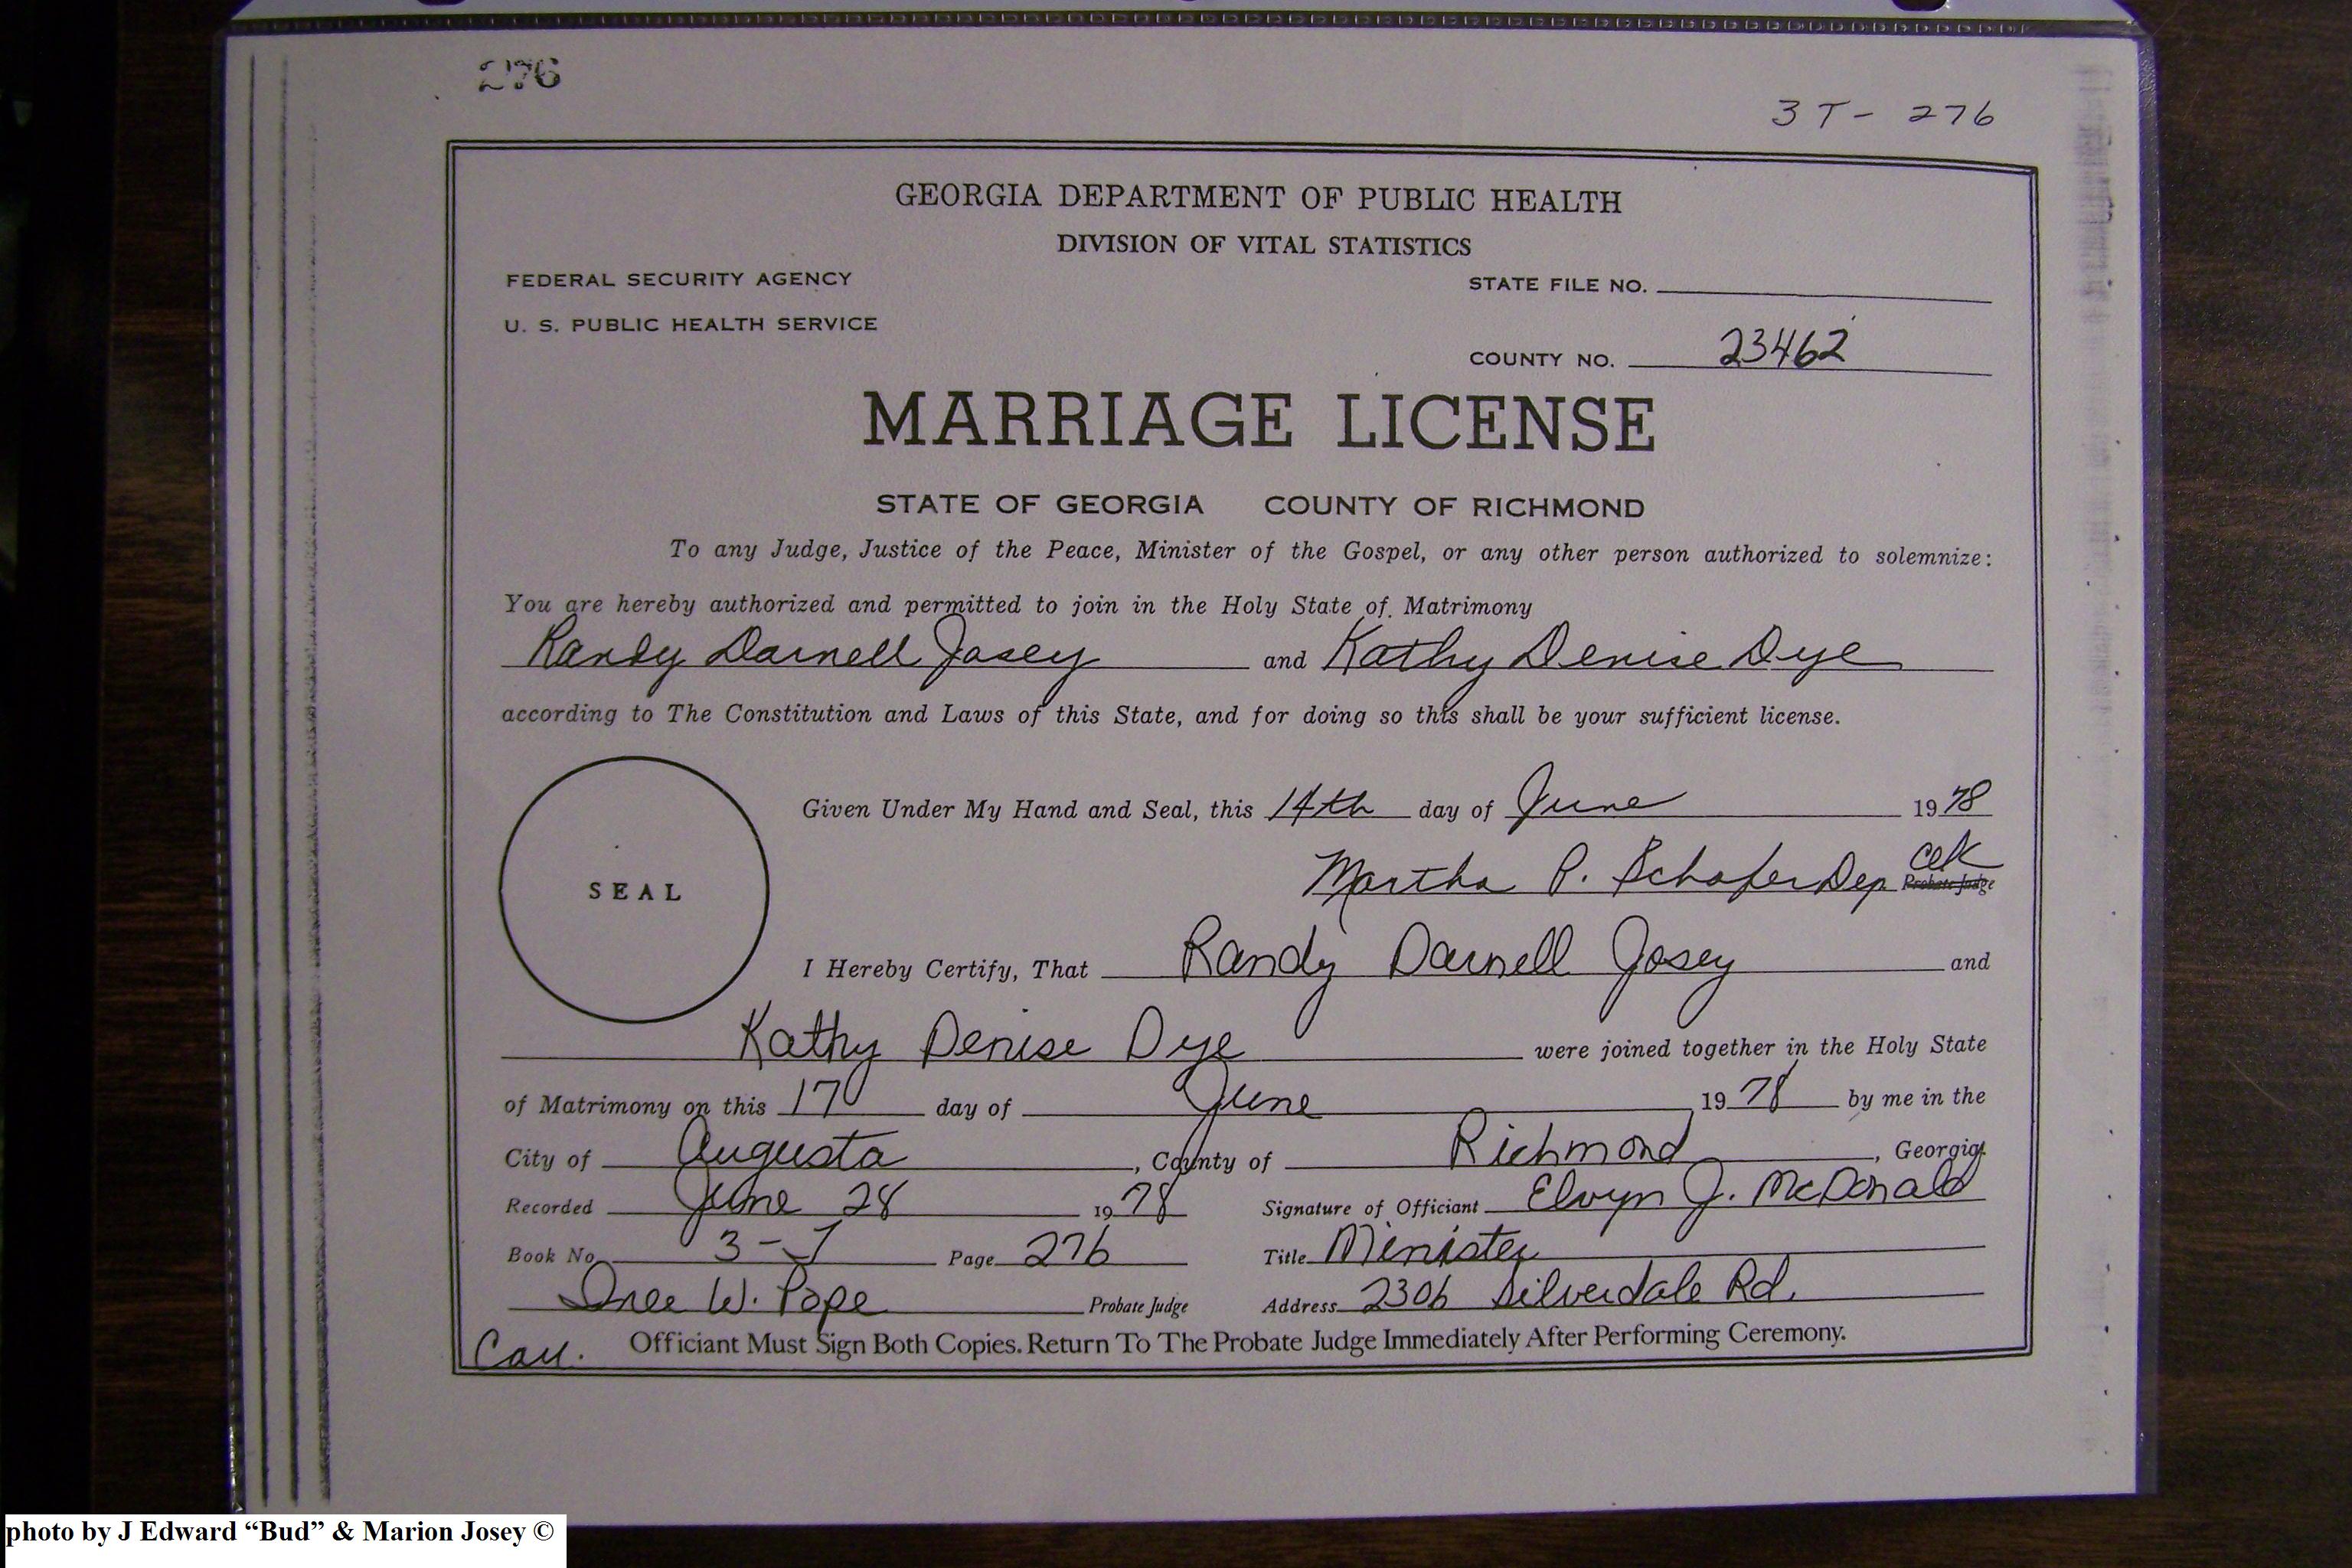 276
3T- 276
GEORGIA DEPARTMENT OF PUBLIC HEALTH
DIVISION OF VITAL STATISTICS
FEDERAL SECURITY AGENCY STATE FILE NO.
U. S. PUBLIC HEALTH SERVICE
COUNTY NO. 23462
MARRIAGE LICENSE
STATE OF GEORGIA COUNTY OF RICHMOND
To any Judge, Justice of the Peace, Minister of the Gospel, or any other person authorized to solemnize:
You are hereby authorized and permitted to join in the Holy State of Matrimony
Randy Darnell Josey and Kathy Denise Dye
according to The Constitution and Laws of this State, and for doing so this shall be your sufficient license.
Given Under My Hand and Seal, this 14th day of June 1978
Martha P. Schafer Dep Clk Probate Judge
SEAL
I Hereby Certify, That Randy Darnell Josey and
Kathy Denise Dye were joined together in the Holy State
of Matrimony on this 17 day of June 1978 by me in the
City of Augusta, County of Richmond, Georgia.
Recorded June 28 1978 Signature of Officiant Elvyn J. McDonald
Book No. 3-T Page 276 Title Minister
W. Pope Probate Judge Address 2306 Silverdale Rd.
Officiant Must Sign Both Copies. Return To The Probate Judge Immediately After Performing Ceremony.
photo by J Edward “Bud” & Marion Josey ©